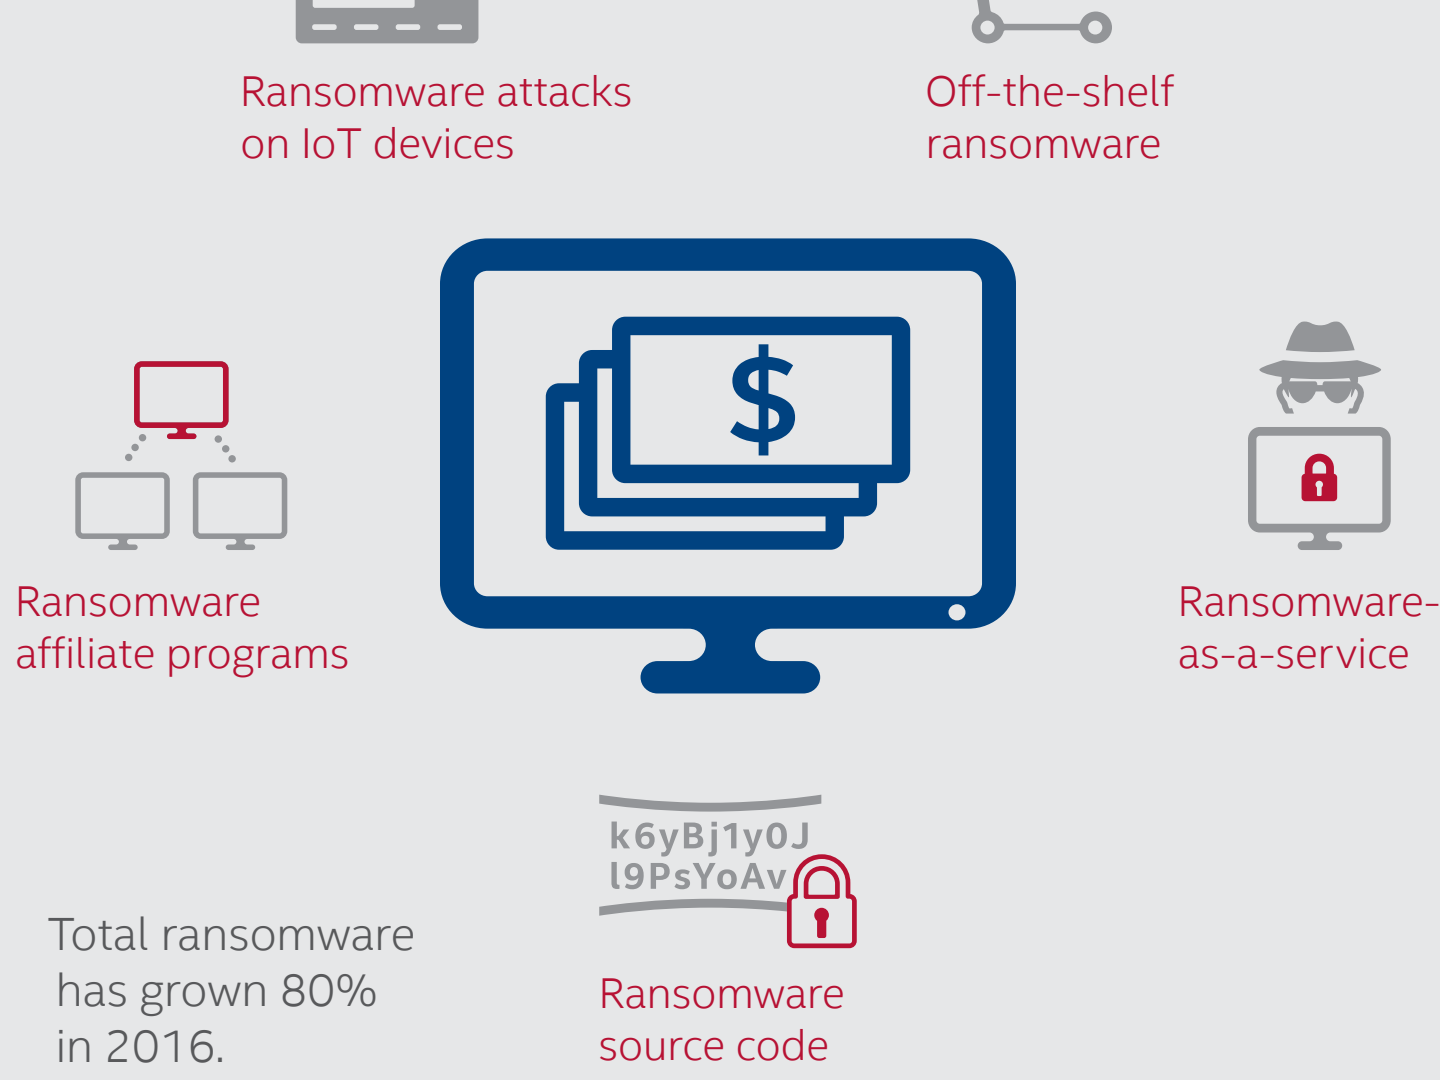 Ransomware attacks
on IoT devices
Off-the-shelf
ransomware
$
Ransomware
affiliate programs
Ransomware-
as-a-service
k6yBj1y0J
l9PsYoAv
Total ransomware
has grown 80%
in 2016.
Ransomware
source code